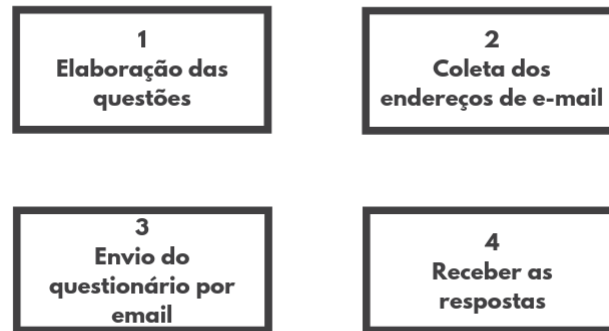 1
Elaboração das
questões
2
Coleta dos
endereços de e-mail
3
Envio do
questionário por
email
4
Receber as
respostas